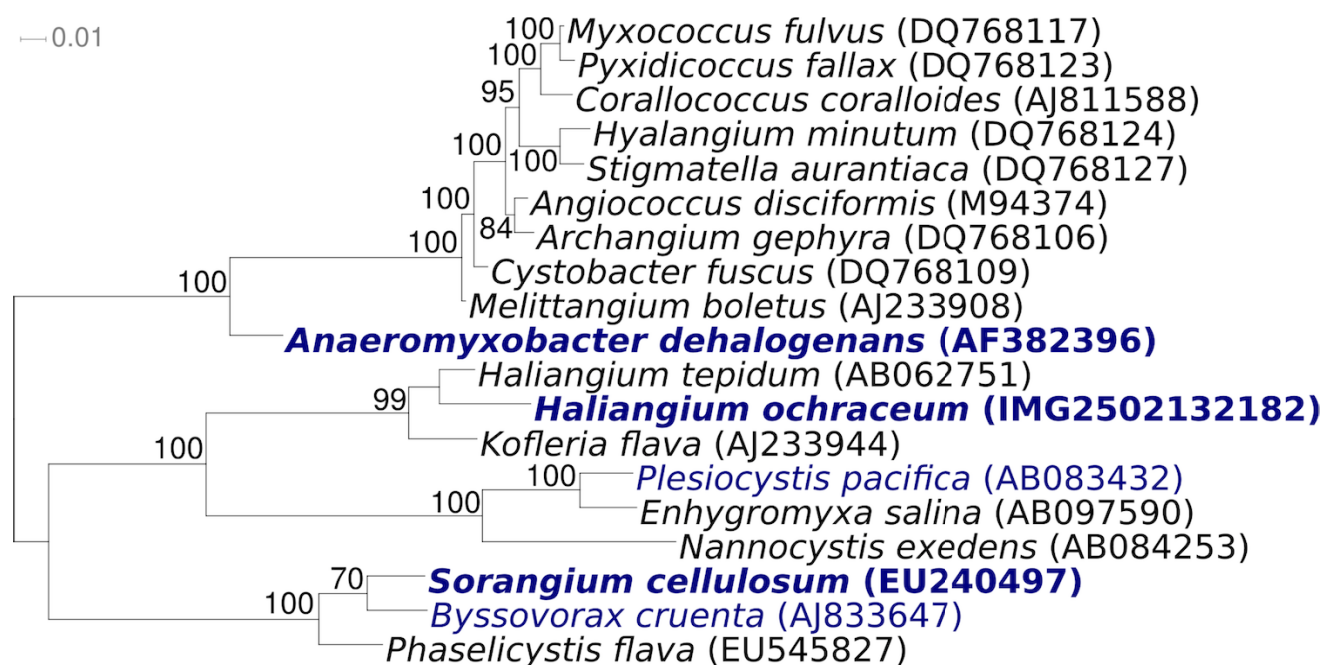 0.01
100
Myxococcus fulvus (DQ768117)
100
Pyxidicoccus fallax (DQ768123)
95
Corallococcus coralloides (AJ811588)
Hyalangium minutum (DQ768124)
100
100
Stigmatella aurantiaca (DQ768127)
100
Angiococcus disciformis (M94374)
84
Archangium gephyra (DQ768106)
100
Cystobacter fuscus (DQ768109)
100
Melittangium boletus (AJ233908)
Anaeromyxobacter dehalogenans (AF382396)
Haliangium tepidum (AB062751)
99
Haliangium ochraceum (IMG2502132182)
Kofleria flava (AJ233944)
100
100
Plesiocystis pacifica (AB083432)
100
Enhygromyxa salina (AB097590)
Nannocystis exedens (AB084253)
70
Sorangium cellulosum (EU240497)
100
Byssovorax cruenta (AJ833647)
Phaselicystis flava (EU545827)